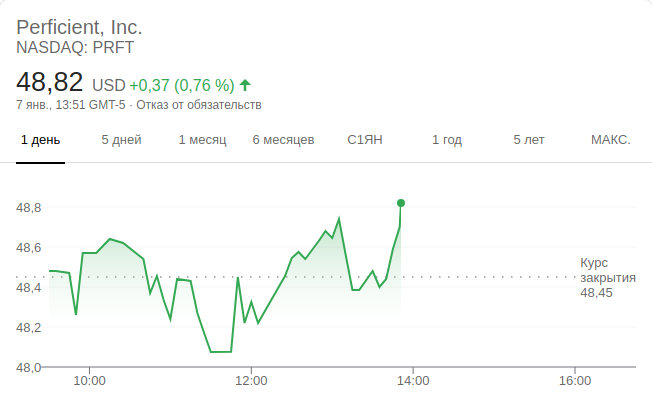 Perficient, Inc.
NASDAQ: PRFT
48,82 USD +0,37 (0,76 %)
7 янв., 13:51 GMT-5 · Отказ от обязательств
1 день 5 дней 1 месяц 6 месяцев С1ЯН 1 год 5 лет МАКС.
48,8
48,6
Курс
закрытия
48,45
48,4
48,2
48,0
10:00 12:00 14:00 16:00